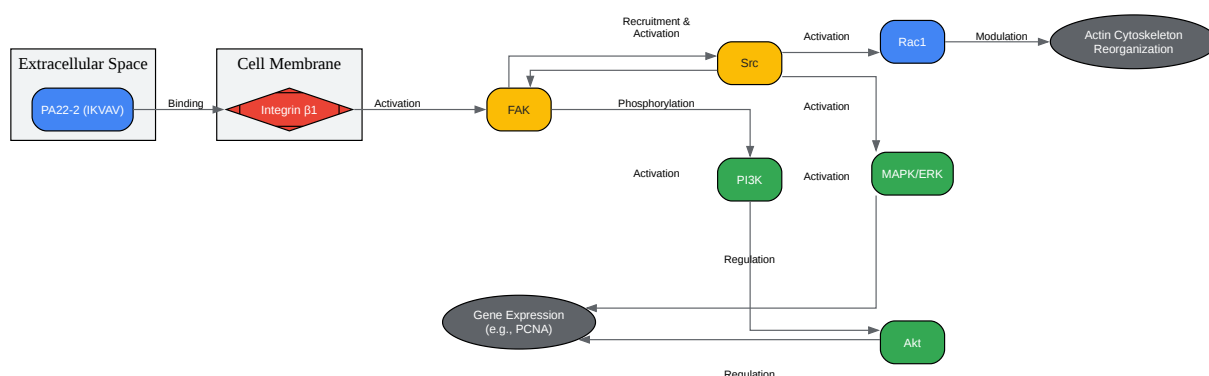 Recruitment &
Activation
Activation
Rac1
Modulation
Actin Cytoskeleton
Reorganization
Extracellular Space
Cell Membrane
Src
PA22-2 (IKVAV)
Binding
Integrin β1
Activation
FAK
Phosphorylation
Activation
Activation
PI3K
Activation
MAPK/ERK
Regulation
Gene Expression
(e.g., PCNA)
Akt
Regulation